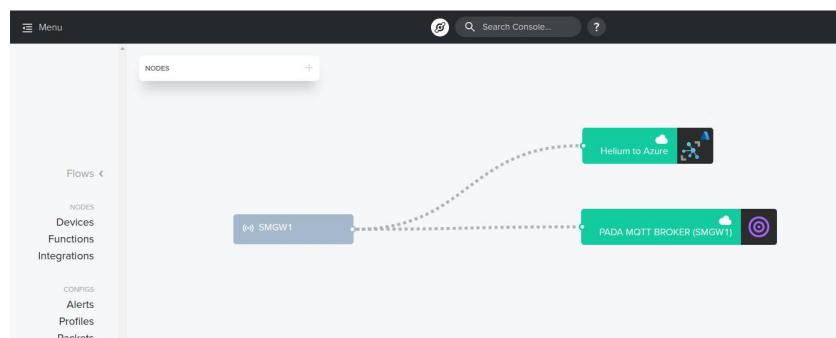 Menu
Search Console...
?
NODES +
Helium to Azure
Flows <
NODES
Devices
Functions
Integrations
SMGW1
PADA MQTT BROKER (SMGW1)
CONFIGS
Alerts
Profiles
Packets